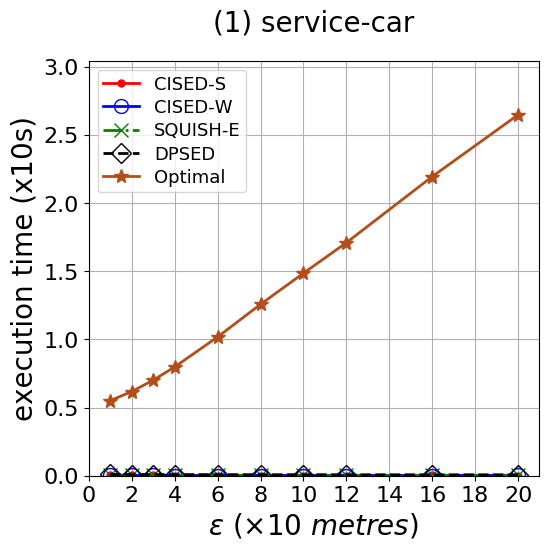 (1) service-car
3.0
2.5
2.0
1.5
1.0
0.5
0.0
execution time (x10s)
CISED-S
CISED-W
SQUISH-E
DPSED
Optimal
0 2 4 6 8 10 12 14 16 18 20
ε (×10 metres)